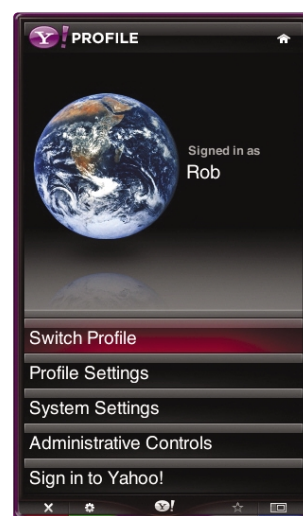 Y! PROFILE
Signed in as
Rob
Switch Profile
Profile Settings
System Settings
Administrative Controls
Sign in to Yahoo!
Y!